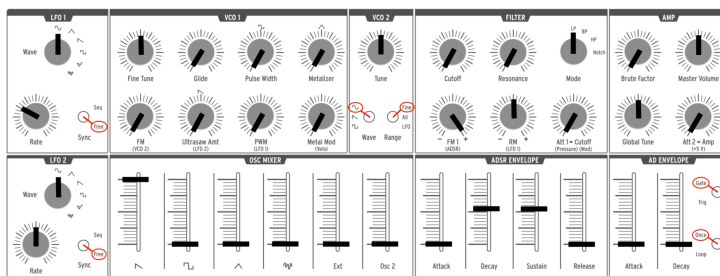 LFO 1
VCO 1
VCO 2
FILTER
AMP
LP
BP
HP
Notch
Wave
Fine Tune
Glide
Pulse Width
Metalizer
Tune
Cutoff
Resonance
Mode
Brute Factor
Master Volume
Seq
Free
Rate
Sync
FM
(VCO 2)
Ultrasaw Amt
(LFO 2)
PWM
(LFO 1)
Metal Mod
(Velo)
Wave
Fine
All
LFO
Range
− +
FM 1
(ADSR)
− +
RM
(LFO 1)
Att 1→ Cutoff
(Pressure) (Mod)
Global Tune
Att 2→ Amp
(+5 V)
LFO 2
OSC MIXER
ADSR ENVELOPE
AD ENVELOPE
Wave
Seq
Free
Rate
Sync
Ext
Osc 2
Attack
Decay
Sustain
Release
Gate
Trig
Once
Loop
Attack
Decay